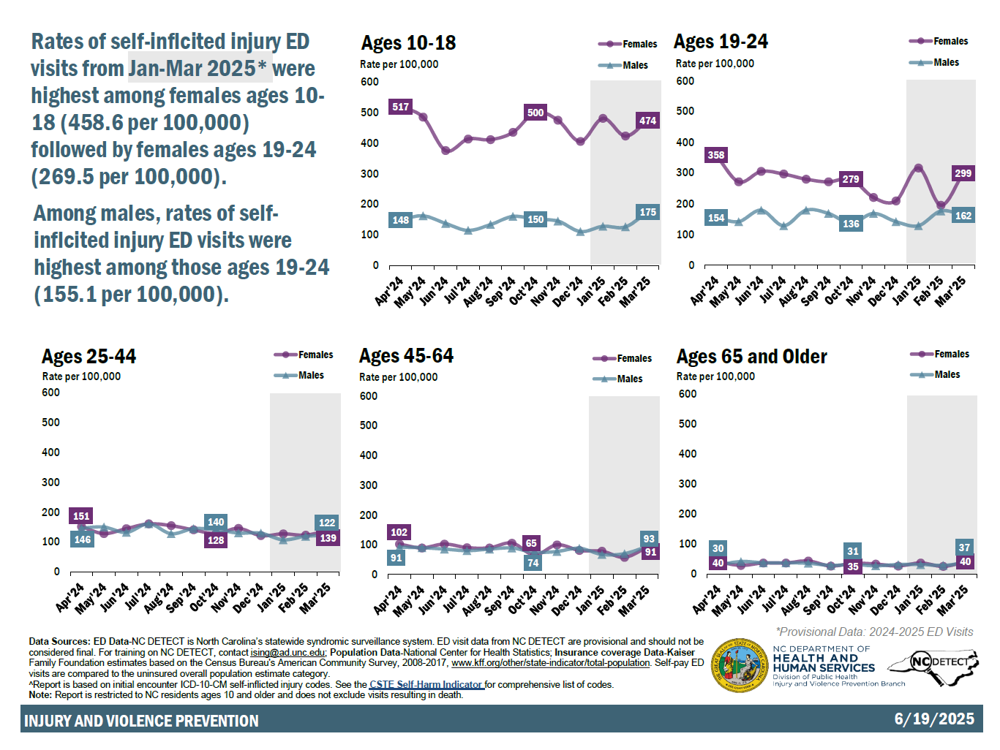 Rates of self-inflcited injury ED
visits from Jan-Mar 2025* were
highest among females ages 10-
18 (458.6 per 100,000)
followed by females ages 19-24
(269.5 per 100,000).
Among males, rates of self-
inflcited injury ED visits were
highest among those ages 19-24
(155.1 per 100,000).
Ages 10-18
Rate per 100,000
Females
Males
600
500
400
300
200
100
0
517
500
474
148
150
175
Apr'24
May'24
Jun'24
Jul'24
Aug'24
Sep'24
Oct'24
Nov'24
Dec'24
Jan'25
Feb'25
Mar'25
Ages 19-24
Rate per 100,000
Females
Males
600
500
400
300
200
100
0
358
279
299
154
136
162
Apr'24
May'24
Jun'24
Jul'24
Aug'24
Sep'24
Oct'24
Nov'24
Dec'24
Jan'25
Feb'25
Mar'25
Ages 25-44
Rate per 100,000
Females
Males
600
500
400
300
200
100
0
151
146
140
128
122
139
Apr'24
May'24
Jun'24
Jul'24
Aug'24
Sep'24
Oct'24
Nov'24
Dec'24
Jan'25
Feb'25
Mar'25
Ages 45-64
Rate per 100,000
Females
Males
600
500
400
300
200
100
0
102
91
65
74
93
91
Apr'24
May'24
Jun'24
Jul'24
Aug'24
Sep'24
Oct'24
Nov'24
Dec'24
Jan'25
Feb'25
Mar'25
Ages 65 and Older
Rate per 100,000
Females
Males
600
500
400
300
200
100
0
30
40
31
35
37
40
Apr'24
May'24
Jun'24
Jul'24
Aug'24
Sep'24
Oct'24
Nov'24
Dec'24
Jan'25
Feb'25
Mar'25
*Provisional Data: 2024-2025 ED Visits
Data Sources: ED Data-NC DETECT is North Carolina's statewide syndromic surveillance system. ED visit data from NC DETECT are provisional and should not be
considered final. For training on NC DETECT, contact ising@ad.unc.edu; Population Data-National Center for Health Statistics; Insurance coverage Data-Kaiser
Family Foundation estimates based on the Census Bureau's American Community Survey, 2008-2017, www.kff.org/other/state-indicator/total-population. Self-pay ED
visits are compared to the uninsured overall population estimate category.
^Report is based on initial encounter ICD-10-CM self-inflicted injury codes. See the CSTE Self-Harm Indicator for comprehensive list of codes.
Note: Report is restricted to NC residents ages 10 and older and does not exclude visits resulting in death.
NC DEPARTMENT OF
HEALTH AND
HUMAN SERVICES
Division of Public Health
Injury and Violence Prevention Branch
NC DETECT
INJURY AND VIOLENCE PREVENTION
6/19/2025